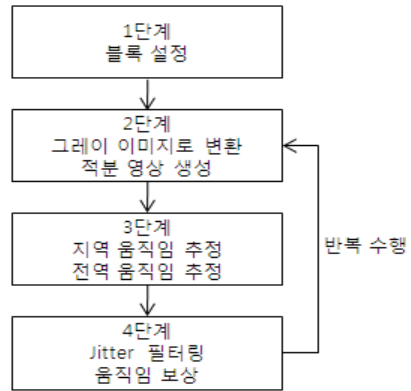 1단계
블록 설정
2단계
그레이 이미지로 변환
적분 영상 생성
3단계
지역 움직임 추정
전역 움직임 추정
반복 수행
4단계
Jitter 필터링
움직임 보상